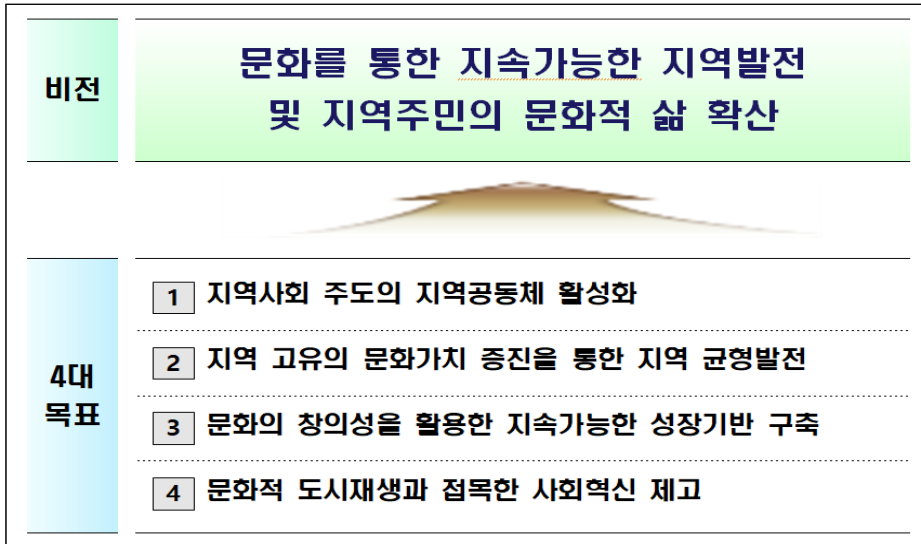 비전
문화를 통한 지속가능한 지역발전
및 지역주민의 문화적 삶 확산
4대
목표
1 지역사회 주도의 지역공동체 활성화
2 지역 고유의 문화가치 증진을 통한 지역 균형발전
3 문화의 창의성을 활용한 지속가능한 성장기반 구축
4 문화적 도시재생과 접목한 사회혁신 제고